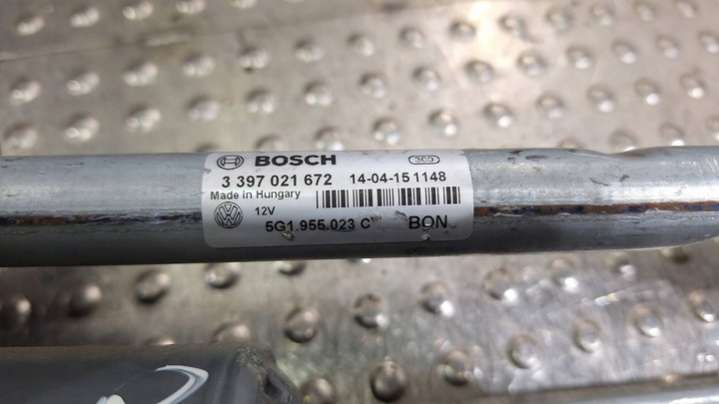 BOSCH
3 397 021 672 14-04-15 1148
Made in Hungary
12V
5G1.955.023 C BON